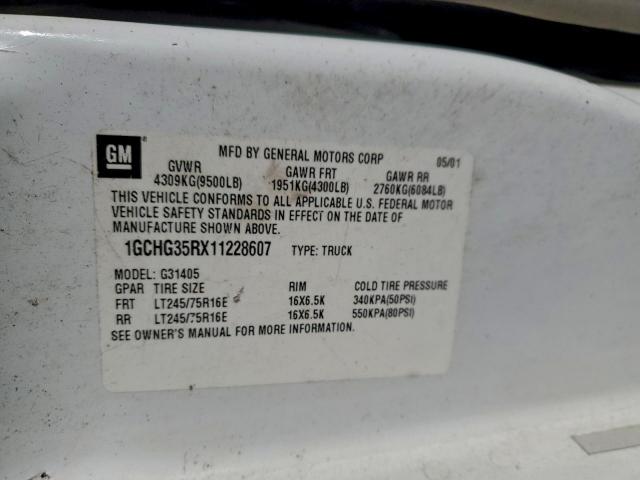 GM
MFD BY GENERAL MOTORS CORP 05/01
GVWR GAWR FRT GAWR RR
4309KG(9500LB) 1951KG(4300LB) 2760KG(6084LB)
THIS VEHICLE CONFORMS TO ALL APPLICABLE U.S. FEDERAL MOTOR
VEHICLE SAFETY STANDARDS IN EFFECT ON THE DATE OF
MANUFACTURE SHOWN ABOVE.
1GCHG35RX11228607 TYPE: TRUCK
MODEL: G31405
GPAR TIRE SIZE RIM COLD TIRE PRESSURE
FRT LT245/75R16E 16X6.5K 340KPA(50PSI)
RR LT245/75R16E 16X6.5K 550KPA(80PSI)
SEE OWNER'S MANUAL FOR MORE INFORMATION.